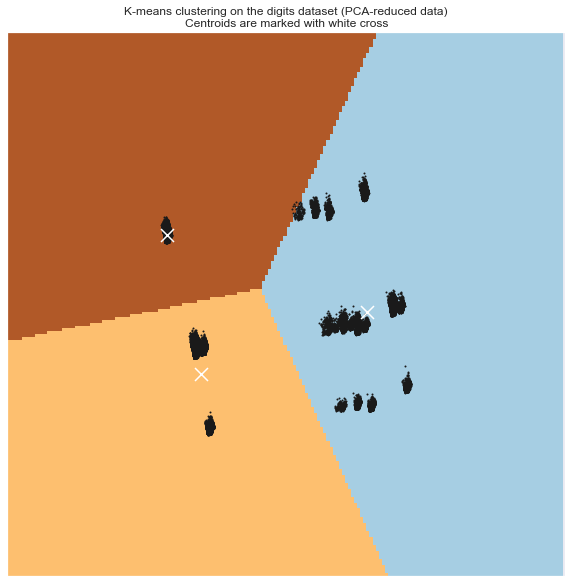 K-means clustering on the digits dataset (PCA-reduced data)
Centroids are marked with white cross